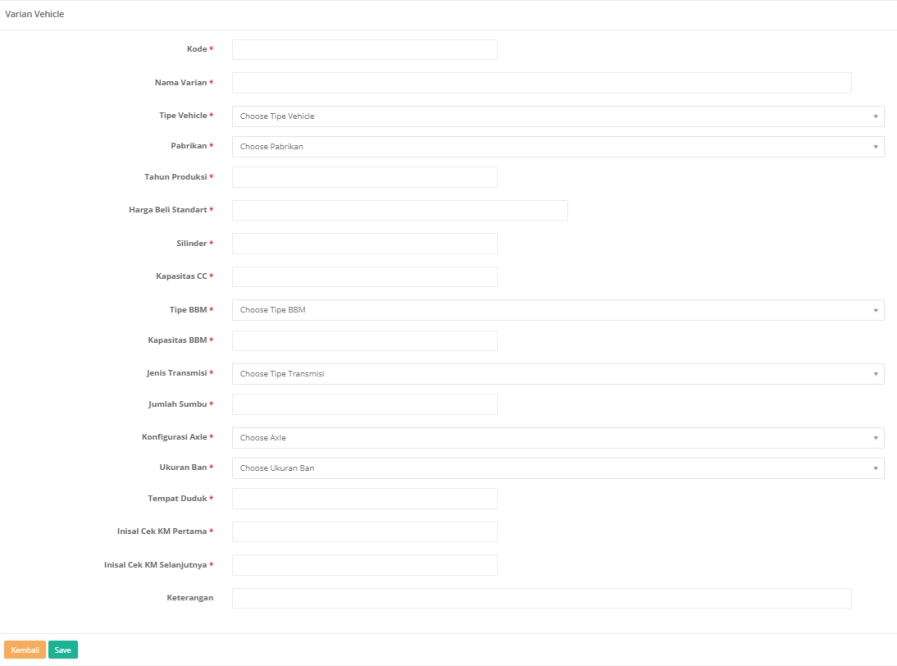 Varian Vehicle
Kode *
Nama Varian *
Tipe Vehicle * Choose Tipe Vehicle
Pabrikan * Choose Pabrikan
Tahun Produksi *
Harga Beli Standart *
Silinder *
Kapasitas CC *
Tipe BBM * Choose Tipe BBM
Kapasitas BBM *
Jenis Transmisi * Choose Tipe Transmisi
Jumlah Sumbu *
Konfigurasi Axle * Choose Axle
Ukuran Ban * Choose Ukuran Ban
Tempat Duduk *
Inisal Cek KM Pertama *
Inisal Cek KM Selanjutnya *
Keterangan
Kembali Save